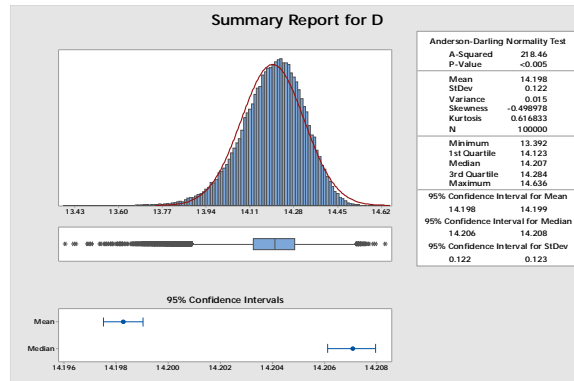 Summary Report for D
13.43 13.60 13.77 13.94 14.11 14.28 14.45 14.62
Anderson-Darling Normality Test
A-Squared 218.46
P-Value <0.005
Mean 14.198
StDev 0.122
Variance 0.015
Skewness -0.498978
Kurtosis 0.616833
N 100000
Minimum 13.392
1st Quartile 14.123
Median 14.207
3rd Quartile 14.284
Maximum 14.636
95% Confidence Interval for Mean
14.198 14.199
95% Confidence Interval for Median
14.206 14.208
95% Confidence Interval for StDev
0.122 0.123
95% Confidence Intervals
Mean
Median
14.196 14.198 14.200 14.202 14.204 14.206 14.208